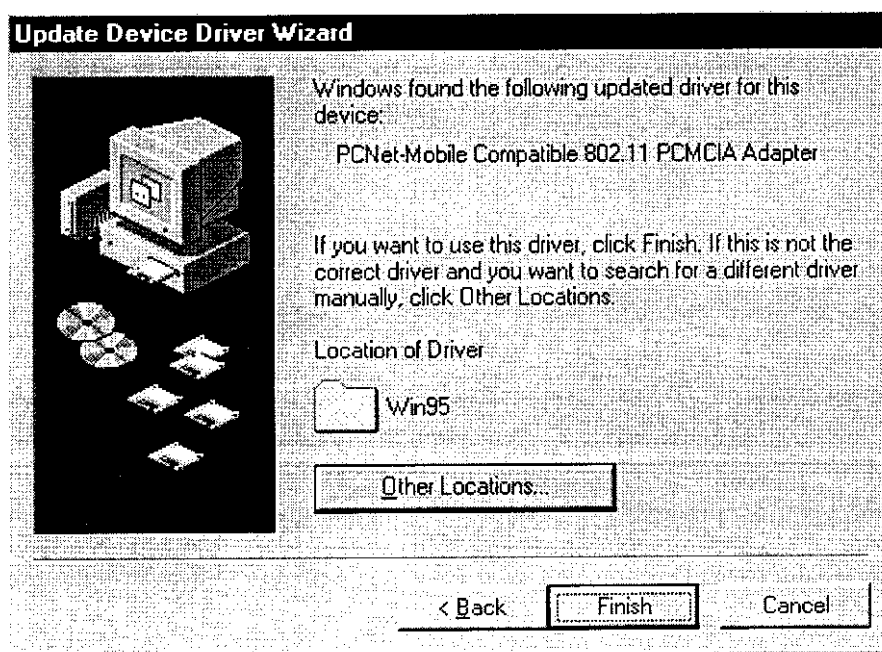 Update Device Driver Wizard
Windows found the following updated driver for this
device:
PCNet-Mobile Compatible 802.11 PCMCIA Adapter
If you want to use this driver, click Finish. If this is not the
correct driver and you want to search for a different driver
manually, click Other Locations.
Location of Driver
Win95
Other Locations...
< Back
Finish
Cancel